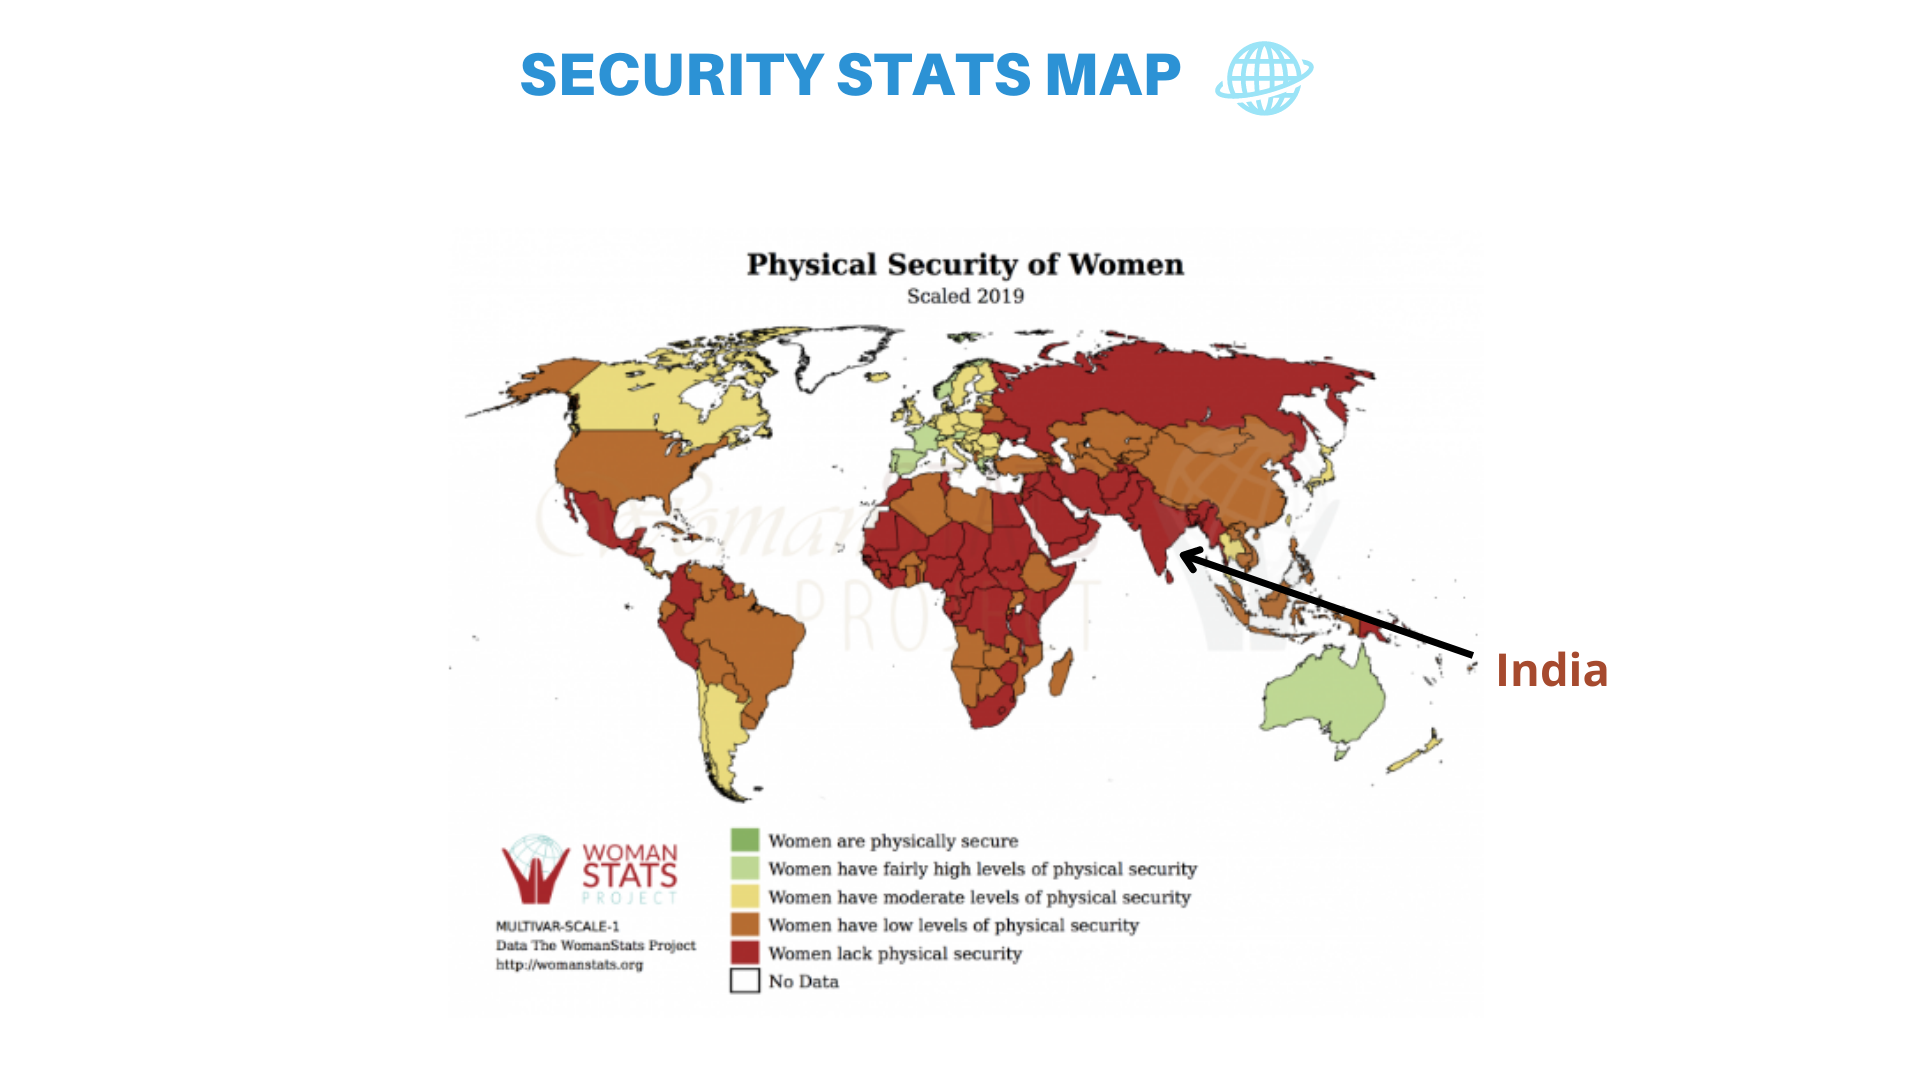 SECURITY STATS MAP
Physical Security of Women
Scaled 2019
Woman
PROJECT
India
WOMAN
STATS
PROJECT
MULTIVAR-SCALE-1
Data The WomanStats Project
http://womanstats.org
Women are physically secure
Women have fairly high levels of physical security
Women have moderate levels of physical security
Women have low levels of physical security
Women lack physical security
No Data